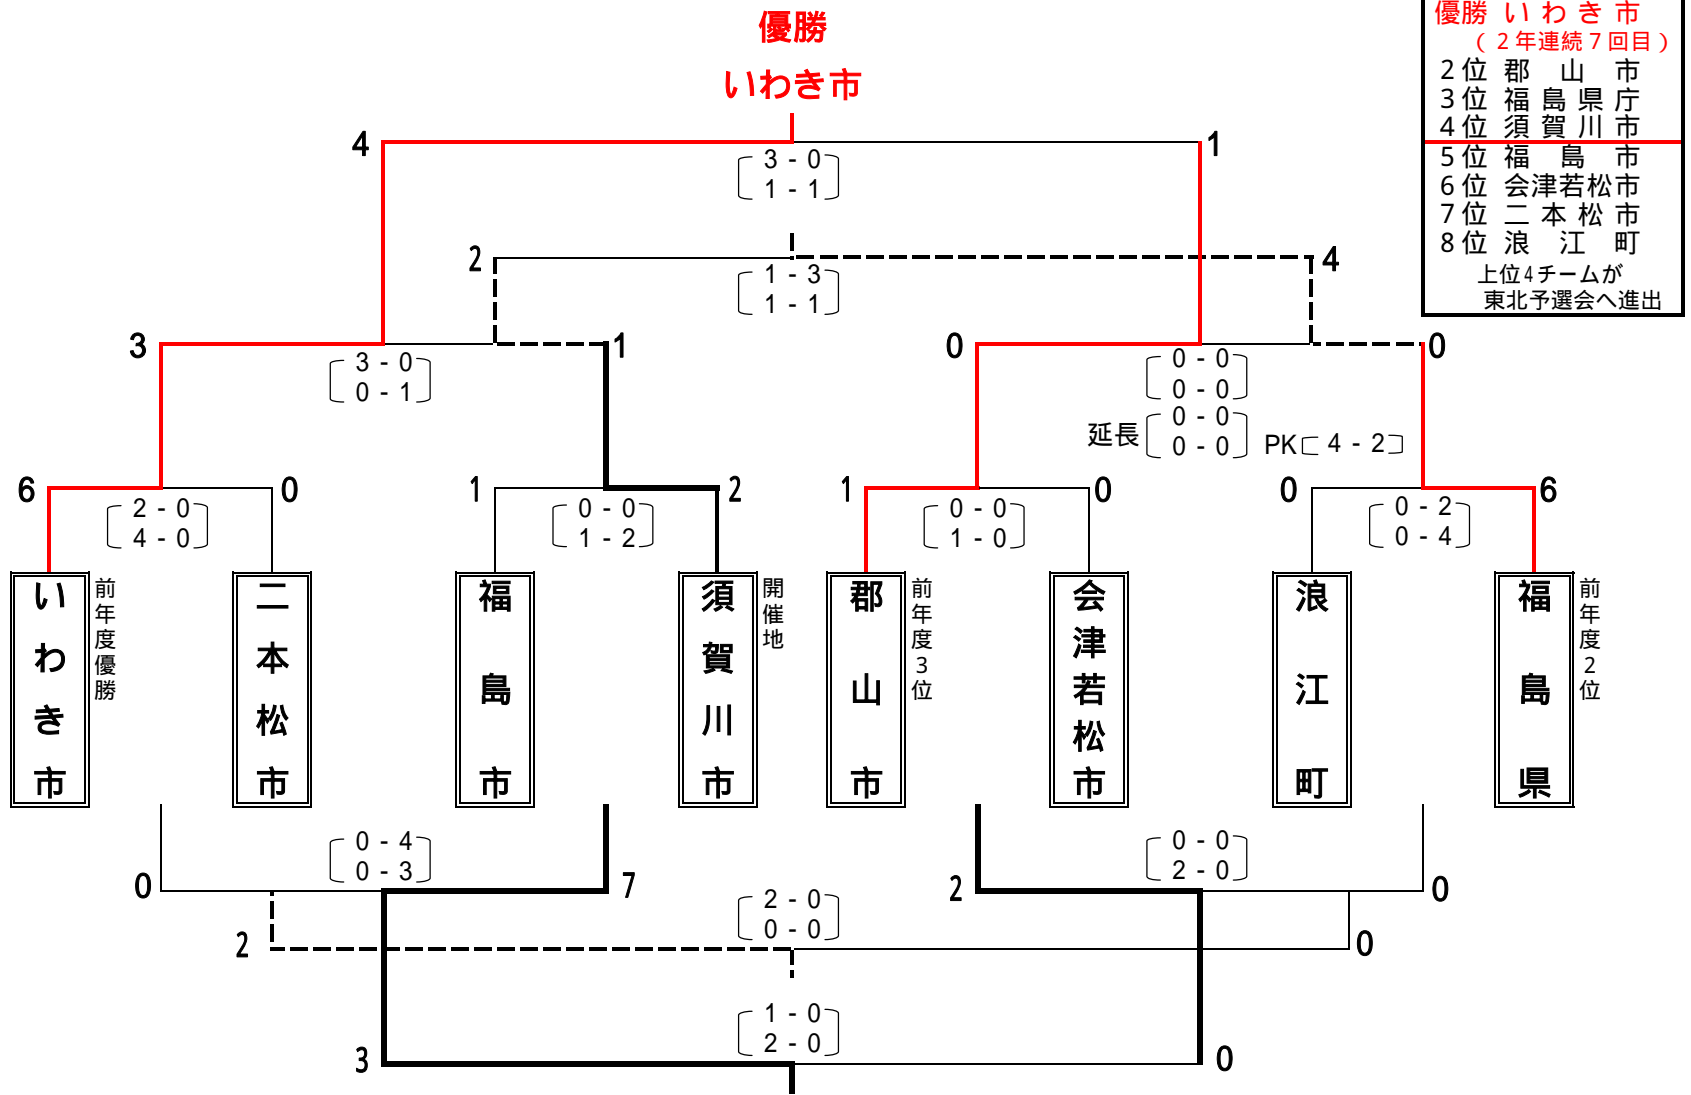 優勝
いわき市
優勝 いわき市
(2年連続7回目)
2位 郡山市
3位 福島県庁
4位 須賀川市
5位 福島市
6位 会津若松市
7位 二本松市
8位 浪江町
上位4チームが
東北予選会へ進出
4 1
3 - 0
1 - 1
2 4
1 - 3
1 - 1
3 1
3 - 0
0 - 1
0 0
0 - 0
0 - 0
延長
0 - 0
0 - 0
PK 4 - 2
6 0
2 - 0
4 - 0
1 2
0 - 0
1 - 2
1 0
0 - 0
1 - 0
0 6
0 - 2
0 - 4
いわき市
前年度優勝
二本松市
福島市
須賀川市
開催地
郡山市
前年度3位
会津若松市
浪江町
福島県
前年度2位
0 7
0 - 4
0 - 3
2 0
0 - 0
2 - 0
2 0
2 - 0
0 - 0
3 0
1 - 0
2 - 0